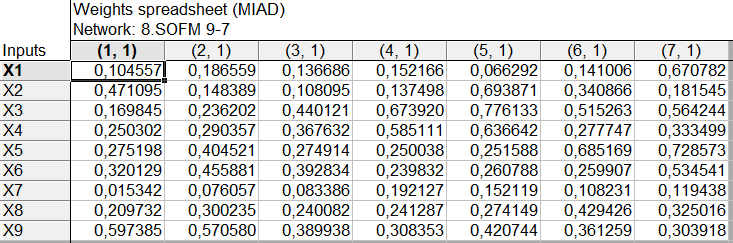 Weights spreadsheet (MIAD)
Network: 8.SOFM 9-7
Inputs (1, 1) (2, 1) (3, 1) (4, 1) (5, 1) (6, 1) (7, 1)
X1 0,104557 0,186559 0,136686 0,152166 0,066292 0,141006 0,670782
X2 0,471095 0,148389 0,108095 0,137498 0,693871 0,340866 0,181545
X3 0,169845 0,236202 0,440121 0,673920 0,776133 0,515263 0,564244
X4 0,250302 0,290357 0,367632 0,585111 0,636642 0,277747 0,333499
X5 0,275198 0,404521 0,274914 0,250038 0,251588 0,685169 0,728573
X6 0,320129 0,455881 0,392834 0,239832 0,260788 0,259907 0,534541
X7 0,015342 0,076057 0,083386 0,192127 0,152119 0,108231 0,119438
X8 0,209732 0,300235 0,240082 0,241287 0,274149 0,429426 0,325016
X9 0,597385 0,570580 0,389938 0,308353 0,420744 0,361259 0,303918